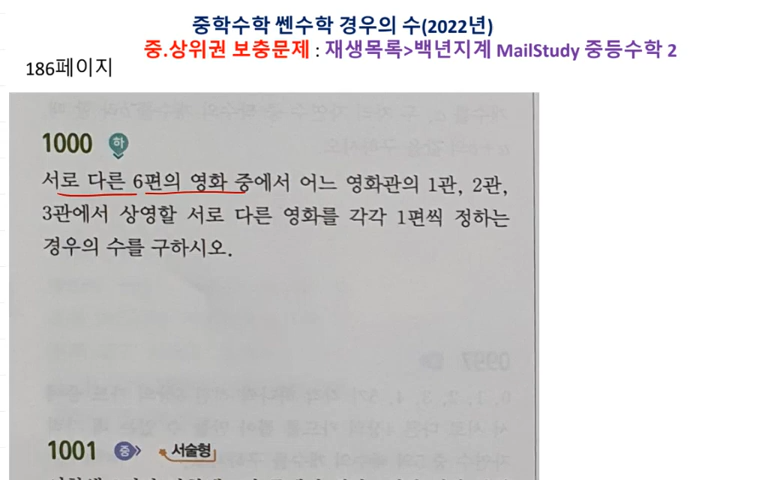 중학수학 쎈수학 경우의 수(2022년)
중.상위권 보충문제 : 재생목록>백년지계 MailStudy 중등수학 2
186페이지
1000 하
서로 다른 6편의 영화 중에서 어느 영화관의 1관, 2관,
3관에서 상영할 서로 다른 영화를 각각 1편씩 정하는
경우의 수를 구하시오.
1001 중 서술형